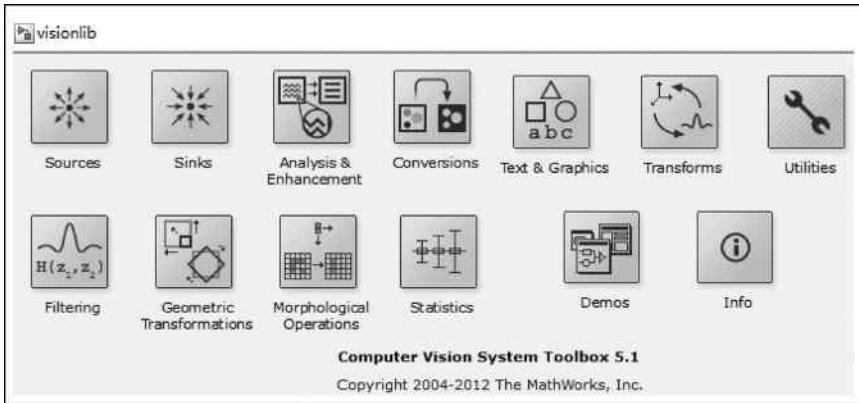 visionlib
Sources
Sinks
Analysis &
Enhancement
Conversions
abc
Text & Graphics
Transforms
Utilities
H(z₁,z₂)
Filtering
Geometric
Transformations
Morphological
Operations
Statistics
Demos
Info
Computer Vision System Toolbox 5.1
Copyright 2004-2012 The MathWorks, Inc.